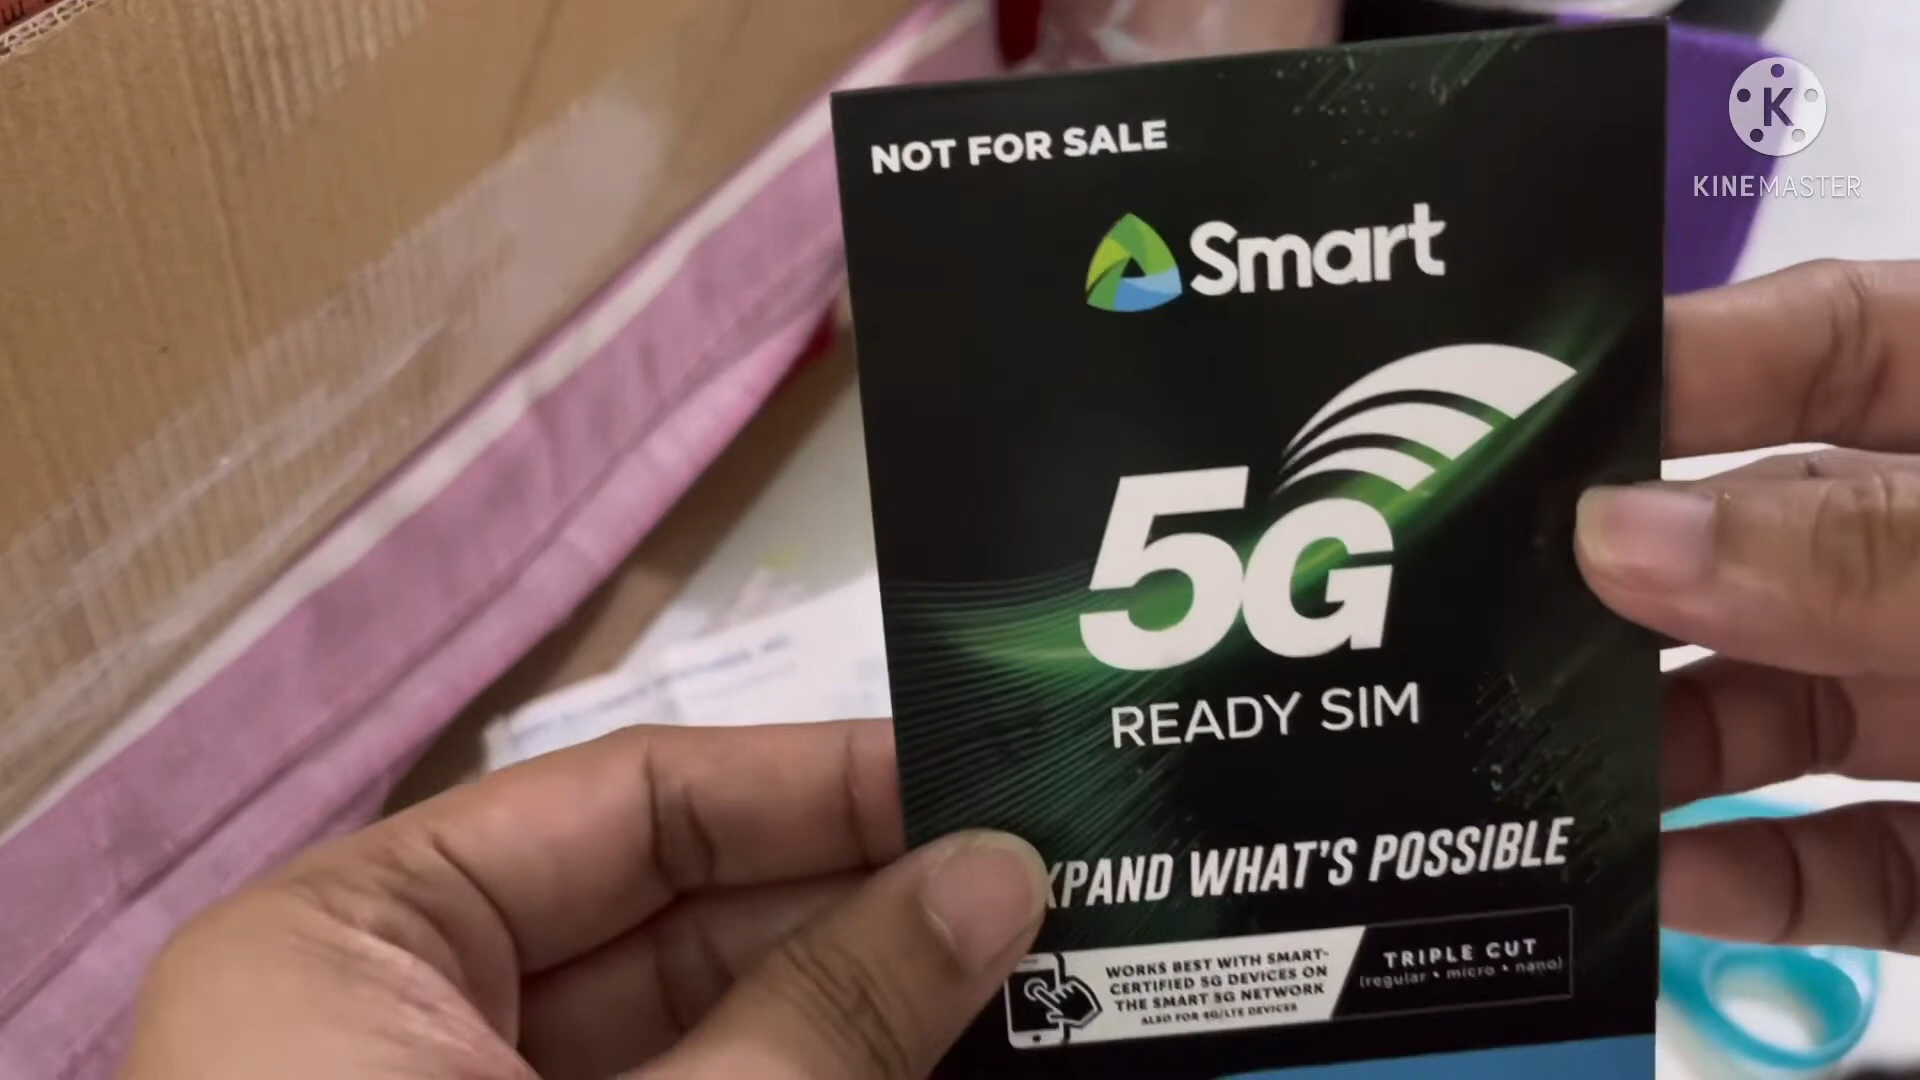 NOT FOR SALE
Smart
5G
READY SIM
XPAND WHAT'S POSSIBLE
WORKS BEST WITH SMART-
CERTIFIED 5G DEVICES ON
THE SMART 5G NETWORK
ALSO FOR 4G/LTE DEVICES
TRIPLE CUT
(regular • micro • nano)
K
KINEMASTER